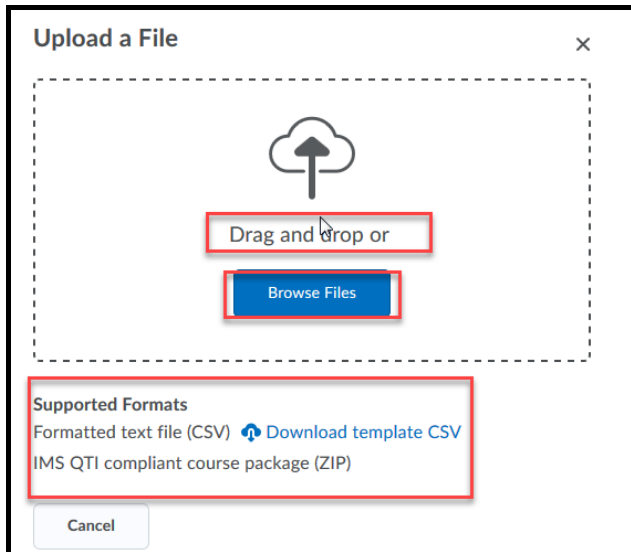 Upload a File
Drag and drop or
Browse Files
Supported Formats
Formatted text file (CSV) Download template CSV
IMS QTI compliant course package (ZIP)
Cancel